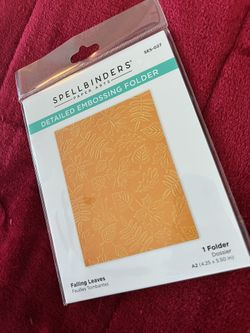 SES-027
SPELLBINDERS®
PAPER ARTS
DETAILED EMBOSSING FOLDER
1 Folder
Dossier
Falling Leaves
Feuilles Tombantes
A2 (4.25 x 5.50 in)